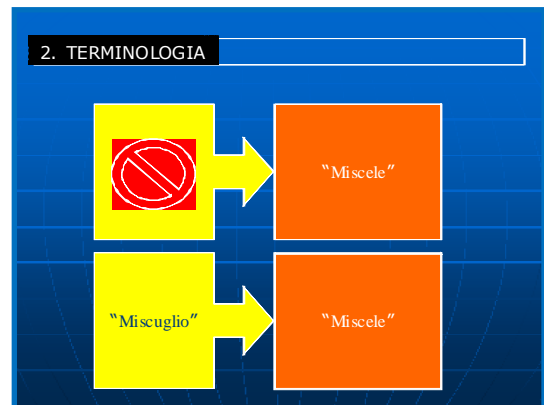 2. TERMINOLOGIA
“Miscele”
“Miscuglio”
“Miscele”